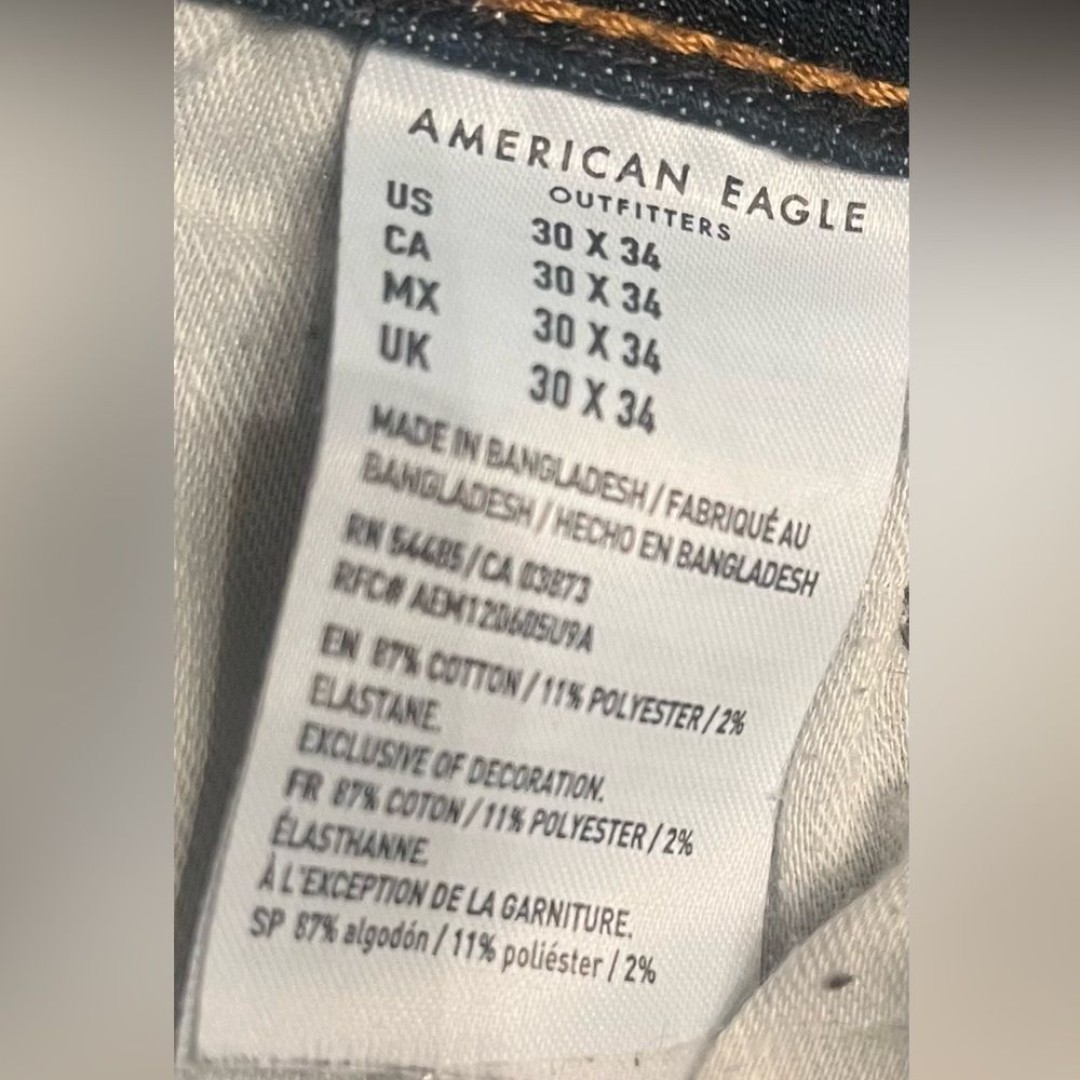 AMERICAN EAGLE
OUTFITTERS
US 30 X 34
CA 30 X 34
MX 30 X 34
UK 30 X 34
MADE IN BANGLADESH / FABRIQUÉ AU
BANGLADESH / HECHO EN BANGLADESH
RN 54485 / CA 03873
RFC# AEM120605U9A
EN 87% COTTON / 11% POLYESTER / 2%
ELASTANE.
EXCLUSIVE OF DECORATION.
FR 87% COTON / 11% POLYESTER / 2%
ÉLASTHANNE
À L'EXCEPTION DE LA GARNITURE.
SP 87% algodón / 11% poliéster / 2%